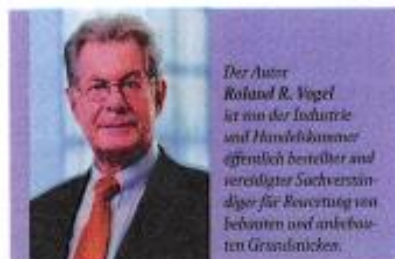 Der Autor
Roland R. Vogel
ist von der Industrie
und Handelskammer
öffentlich bestellter und
vereidigter Sachverstän-
diger für Bewertung von
bebauten und unbebau-
ten Grundstücken.